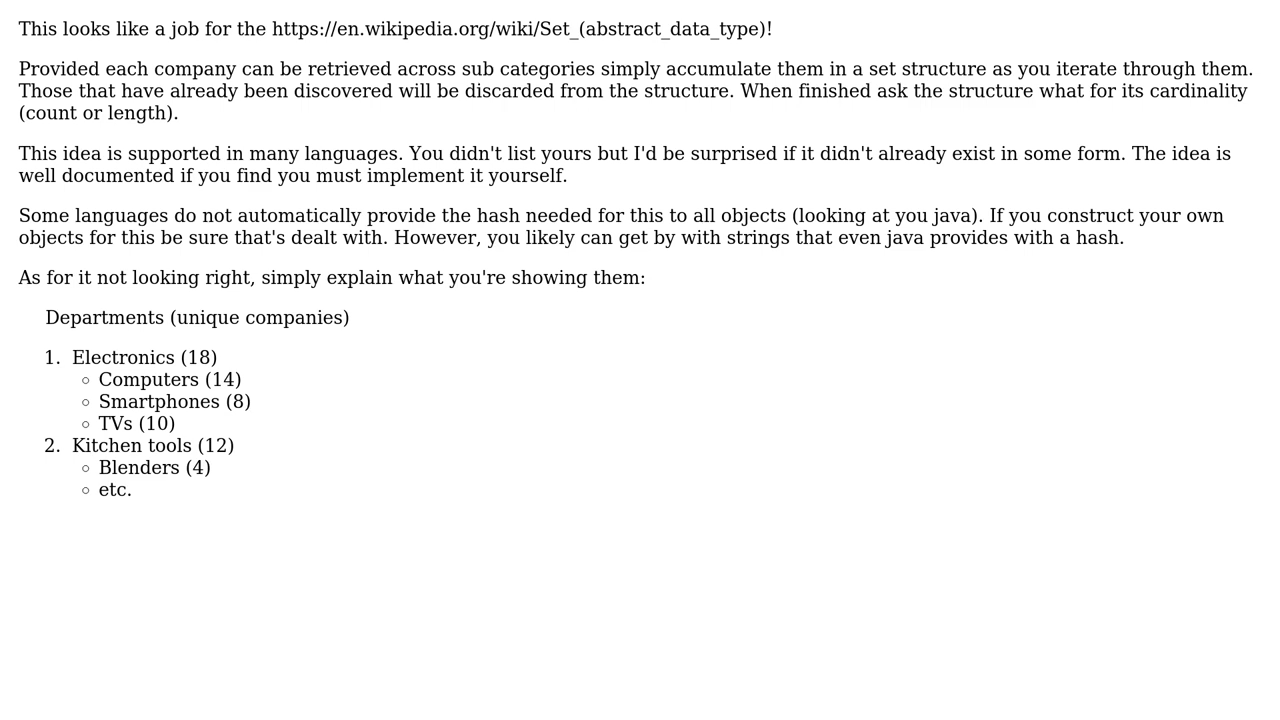 This looks like a job for the https://en.wikipedia.org/wiki/Set_(abstract_data_type)!
Provided each company can be retrieved across sub categories simply accumulate them in a set structure as you iterate through them.
Those that have already been discovered will be discarded from the structure. When finished ask the structure what for its cardinality
(count or length).
This idea is supported in many languages. You didn't list yours but I'd be surprised if it didn't already exist in some form. The idea is
well documented if you find you must implement it yourself.
Some languages do not automatically provide the hash needed for this to all objects (looking at you java). If you construct your own
objects for this be sure that's dealt with. However, you likely can get by with strings that even java provides with a hash.
As for it not looking right, simply explain what you're showing them:
Departments (unique companies)
1. Electronics (18)
○ Computers (14)
○ Smartphones (8)
○ TVs (10)
2. Kitchen tools (12)
○ Blenders (4)
○ etc.